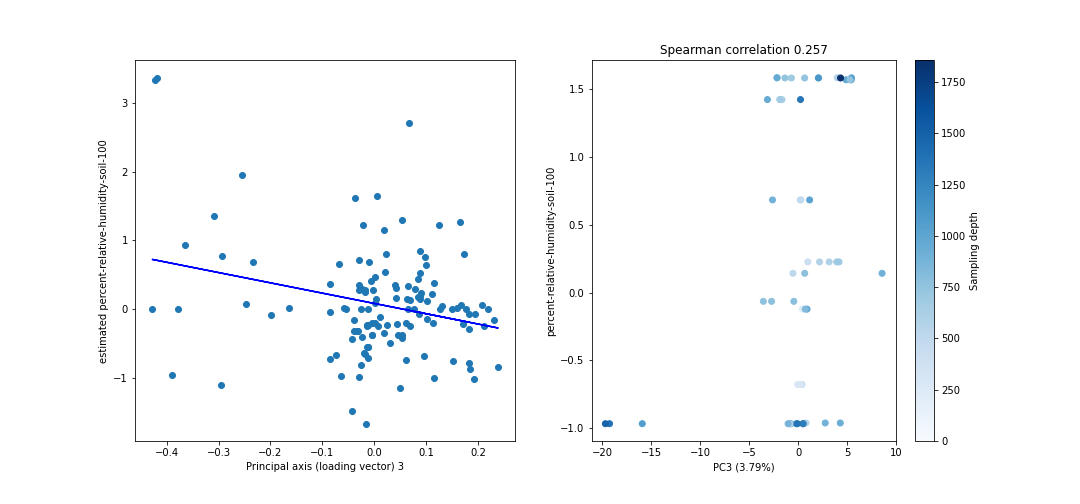 Spearman correlation 0.257
estimated percent-relative-humidity-soil-100
3
2
1
0
−1
−0.4 −0.3 −0.2 −0.1 0.0 0.1 0.2
Principal axis (loading vector) 3
percent-relative-humidity-soil-100
1.5
1.0
0.5
0.0
−0.5
−1.0
−20 −15 −10 −5 0 5 10
PC3 (3.79%)
1750
1500
1250
1000
750
500
250
0
Sampling depth